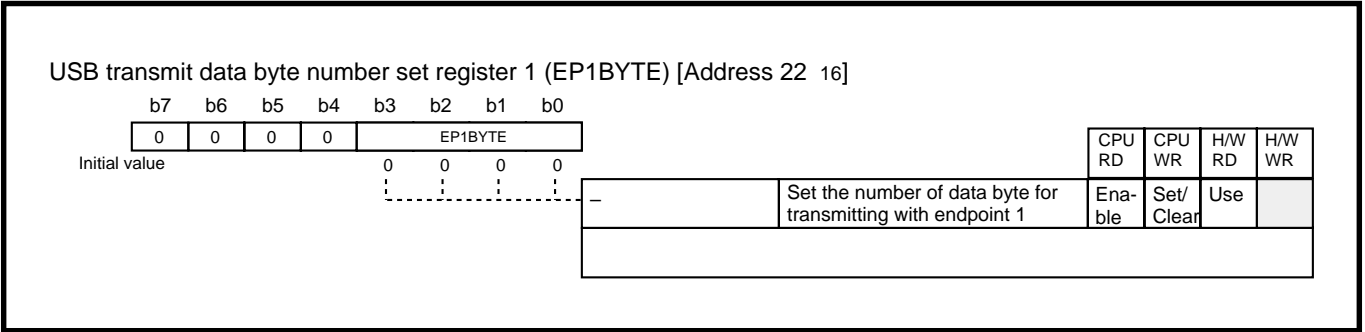 USB transmit data byte number set register 1 (EP1BYTE) [Address 22 16]
b7 b6 b5 b4 b3 b2 b1 b0
0 0 0 0 EP1BYTE
Initial value 0 0 0 0
CPU RD CPU WR H/W RD H/W WR
– Set the number of data byte for Ena- Set/ Use
transmitting with endpoint 1 ble Clear